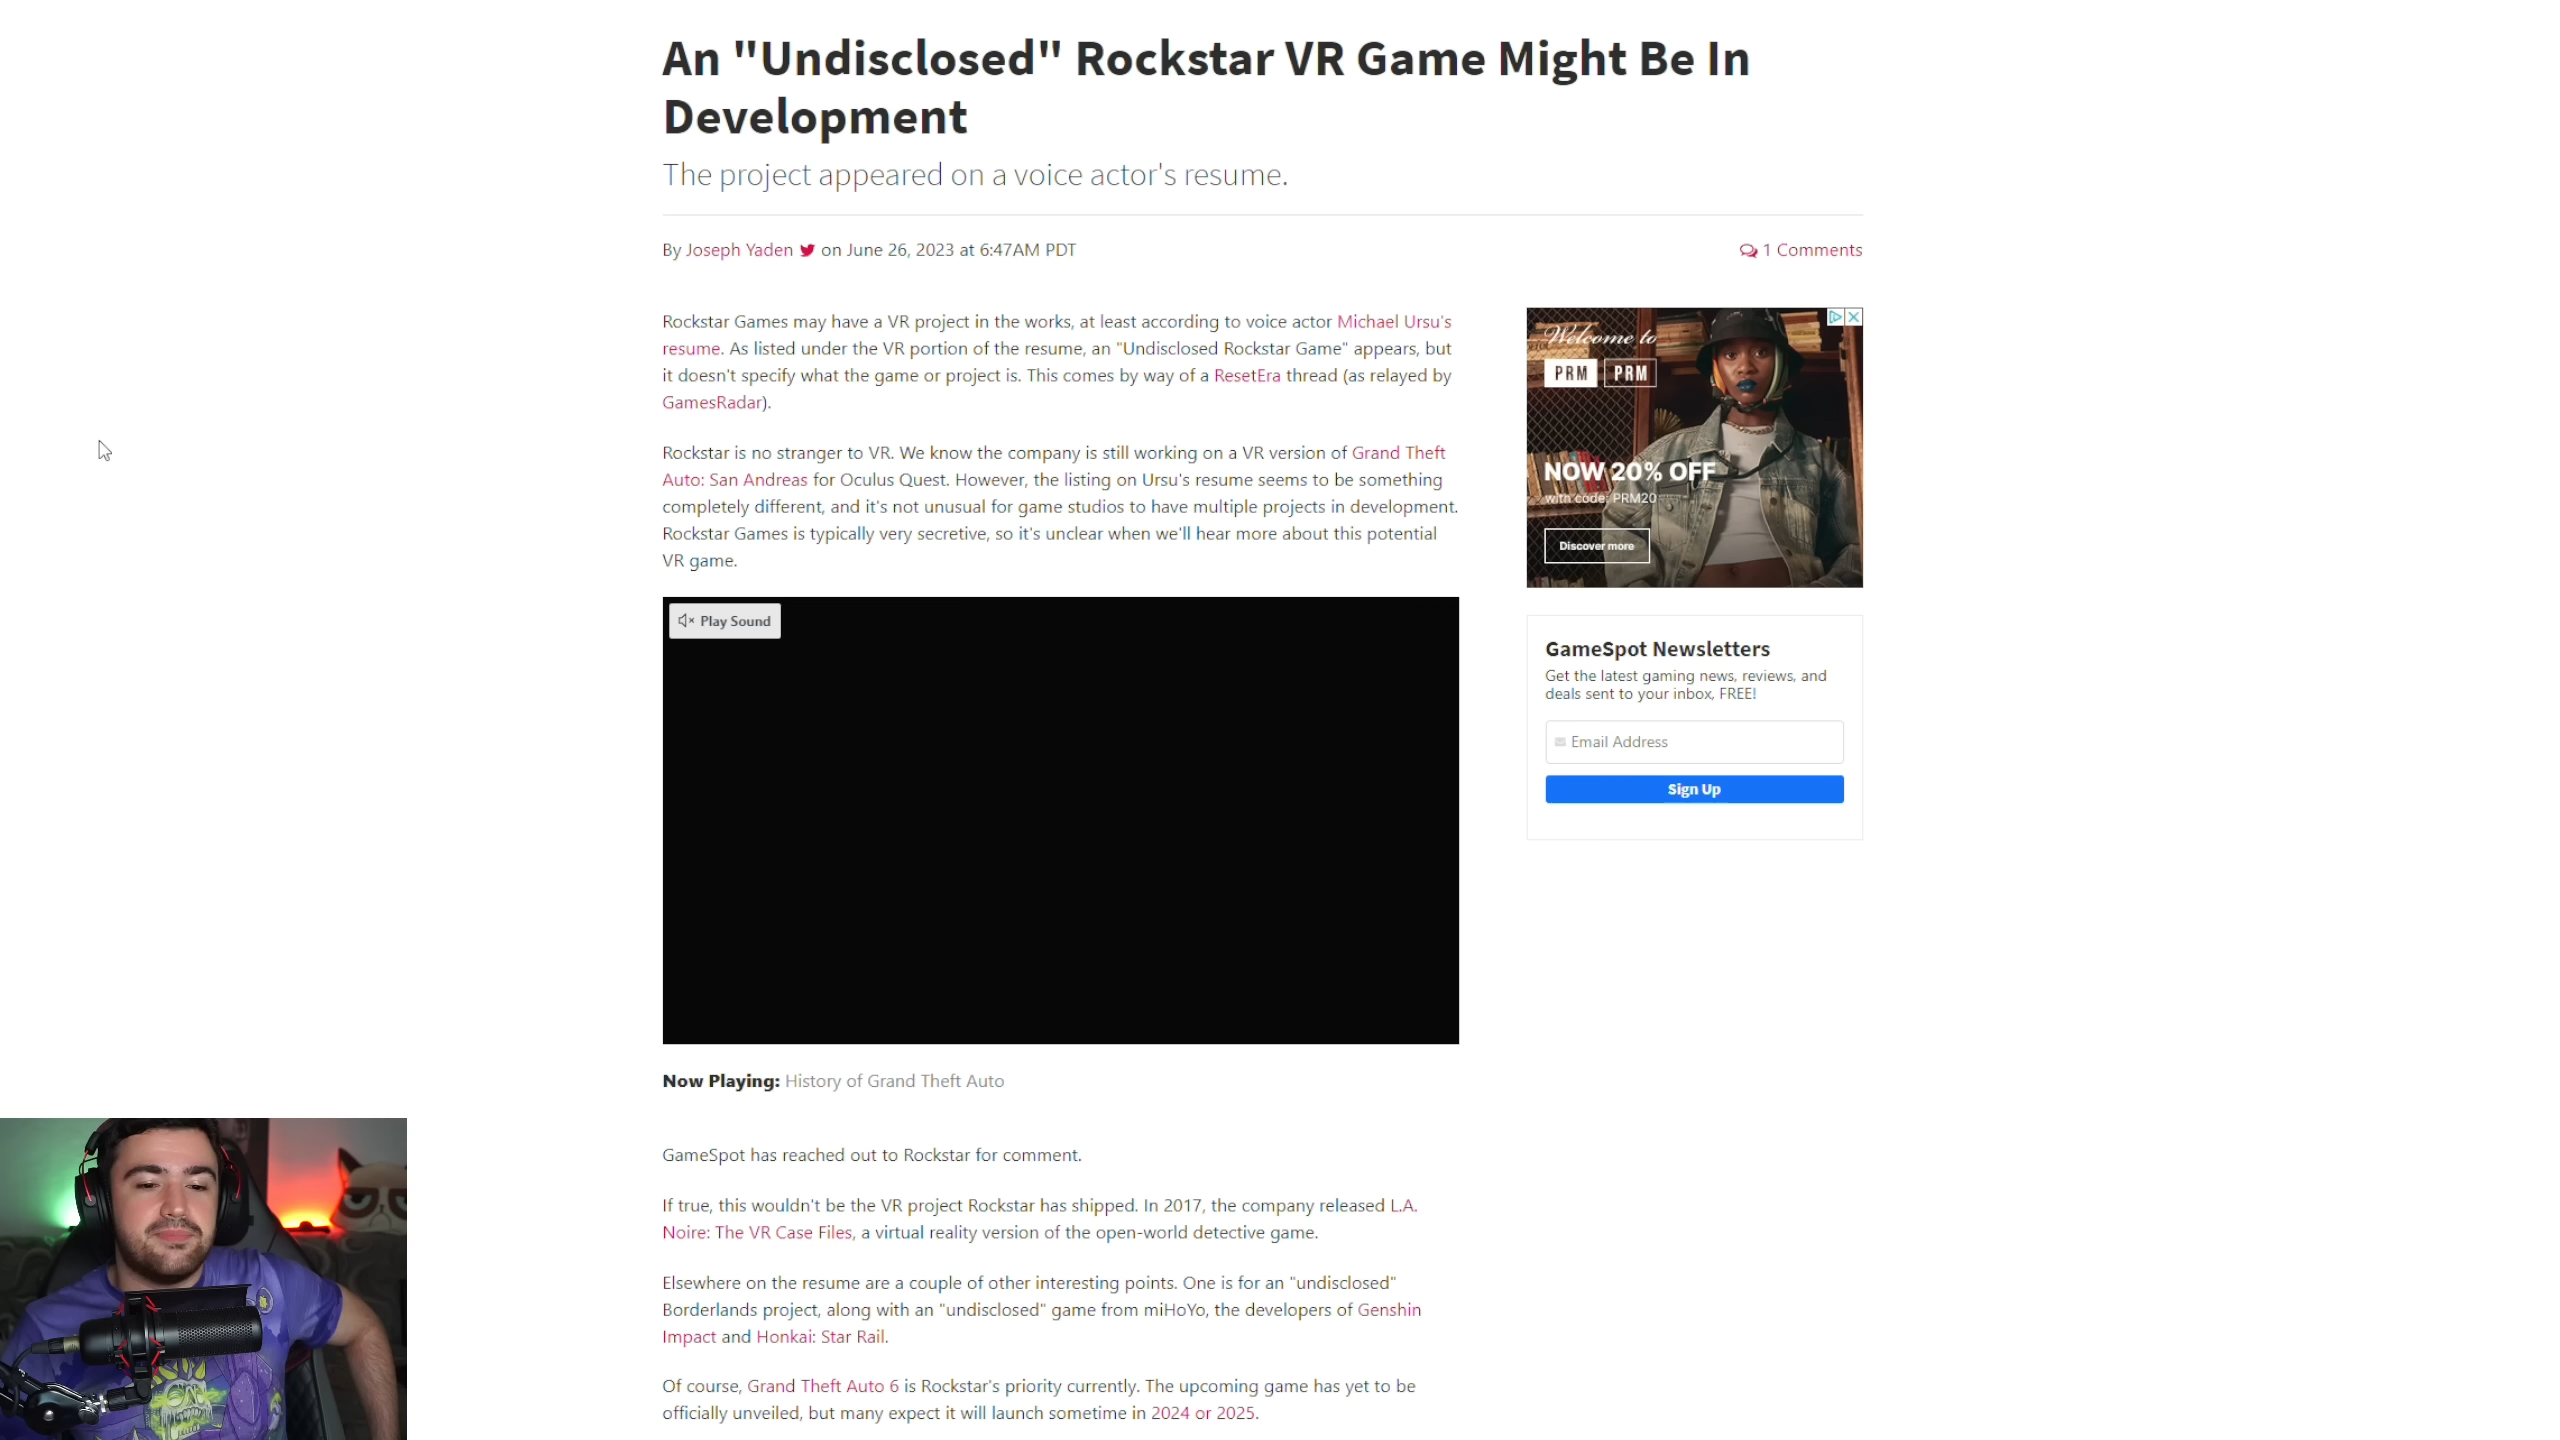 An "Undisclosed" Rockstar VR Game Might Be In
Development
The project appeared on a voice actor's resume.
By Joseph Yaden on June 26, 2023 at 6:47AM PDT
1 Comments
Rockstar Games may have a VR project in the works, at least according to voice actor Michael Ursu's
resume. As listed under the VR portion of the resume, an "Undisclosed Rockstar Game" appears, but
it doesn't specify what the game or project is. This comes by way of a ResetEra thread (as relayed by
GamesRadar).
Rockstar is no stranger to VR. We know the company is still working on a VR version of Grand Theft
Auto: San Andreas for Oculus Quest. However, the listing on Ursu's resume seems to be something
completely different, and it's not unusual for game studios to have multiple projects in development.
Rockstar Games is typically very secretive, so it's unclear when we'll hear more about this potential
VR game.
Play Sound
Now Playing: History of Grand Theft Auto
GameSpot has reached out to Rockstar for comment.
If true, this wouldn't be the VR project Rockstar has shipped. In 2017, the company released L.A.
Noire: The VR Case Files, a virtual reality version of the open-world detective game.
Elsewhere on the resume are a couple of other interesting points. One is for an "undisclosed"
Borderlands project, along with an "undisclosed" game from miHoYo, the developers of Genshin
Impact and Honkai: Star Rail.
Of course, Grand Theft Auto 6 is Rockstar's priority currently. The upcoming game has yet to be
officially unveiled, but many expect it will launch sometime in 2024 or 2025.
Welcome to
PRM PRM
NOW 20% OFF
with code: PRM20
Discover more
GameSpot Newsletters
Get the latest gaming news, reviews, and
deals sent to your inbox, FREE!
Email Address
Sign Up